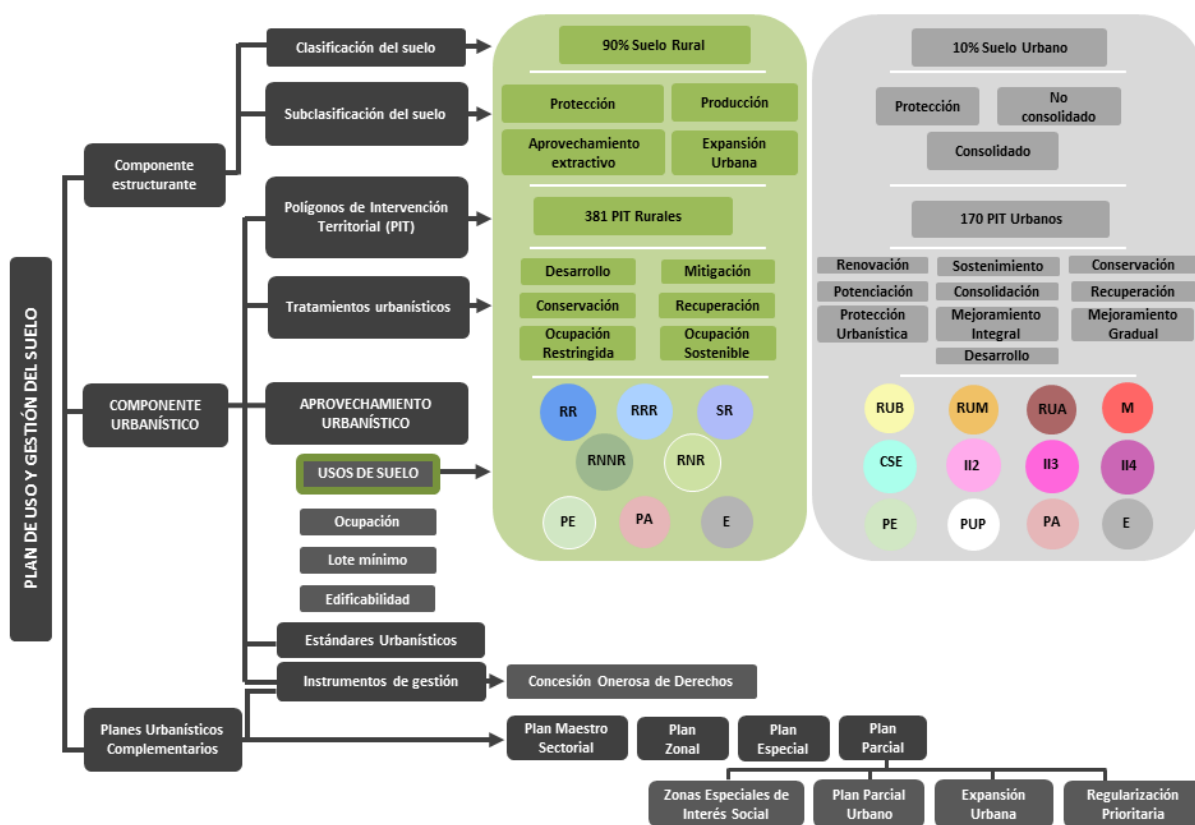 PLAN DE USO Y GESTIÓN DEL SUELO
Componente
estructurante
Clasificación del suelo
90% Suelo Rural
10% Suelo Urbano
Subclasificación del suelo
Protección
Producción
Aprovechamiento
extractivo
Expansión
Urbana
Protección
No
consolidado
Consolidado
COMPONENTE
URBANÍSTICO
Polígonos de Intervención
Territorial (PIT)
381 PIT Rurales
170 PIT Urbanos
Tratamientos urbanísticos
Desarrollo
Mitigación
Conservación
Recuperación
Ocupación
Restringida
Ocupación
Sostenible
Renovación
Sostenimiento
Conservación
Potenciación
Consolidación
Recuperación
Protección
Urbanística
Mejoramiento
Integral
Mejoramiento
Gradual
Desarrollo
APROVECHAMIENTO
URBANÍSTICO
USOS DE SUELO
RR
RRR
SR
RNNR
RNR
PE
PA
E
RUB
RUM
RUA
M
CSE
II2
II3
II4
PE
PUP
PA
E
Ocupación
Lote mínimo
Edificabilidad
Estándares Urbanísticos
Instrumentos de gestión
Concesión Onerosa de Derechos
Planes Urbanísticos
Complementarios
Plan Maestro
Sectorial
Plan
Zonal
Plan
Especial
Plan
Parcial
Zonas Especiales de
Interés Social
Plan Parcial
Urbano
Expansión
Urbana
Regularización
Prioritaria